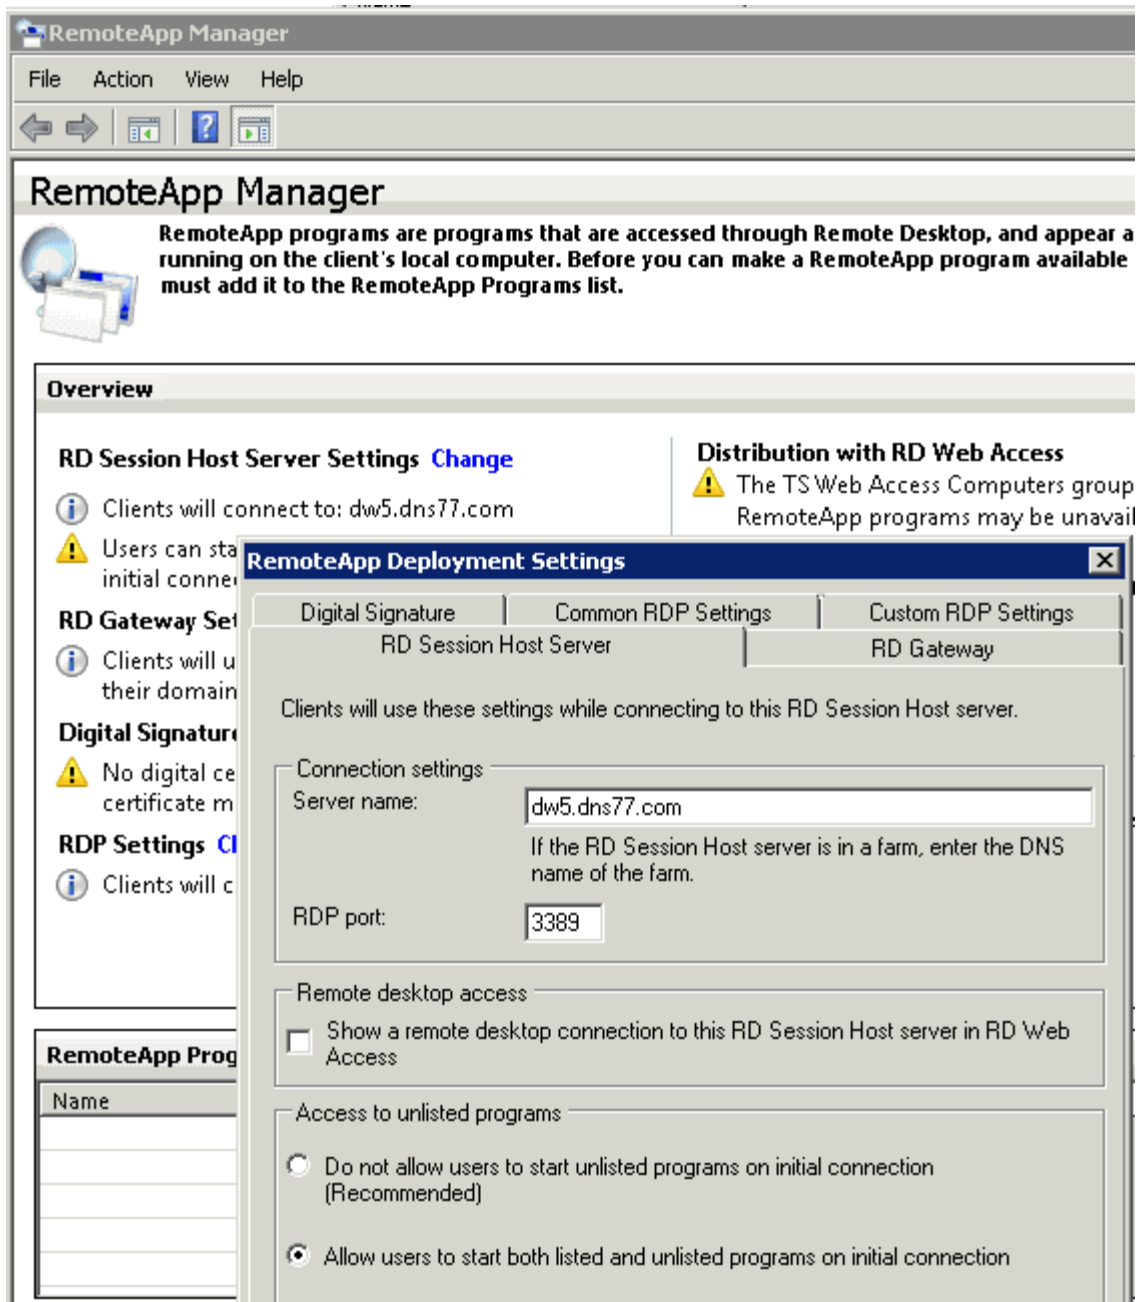 RemoteApp Manager
File Action View Help
RemoteApp Manager
RemoteApp programs are programs that are accessed through Remote Desktop, and appear a
running on the client's local computer. Before you can make a RemoteApp program available
must add it to the RemoteApp Programs list.
Overview
RD Session Host Server Settings Change
Clients will connect to: dw5.dns77.com
Users can sta
initial conne
RD Gateway Set
Clients will u
their domain
Digital Signature
No digital ce
certificate m
RDP Settings Cl
Clients will c
Distribution with RD Web Access
The TS Web Access Computers group
RemoteApp programs may be unavail
RemoteApp Prog
Name
RemoteApp Deployment Settings
Digital Signature Common RDP Settings Custom RDP Settings
RD Session Host Server RD Gateway
Clients will use these settings while connecting to this RD Session Host server.
Connection settings
Server name: dw5.dns77.com
If the RD Session Host server is in a farm, enter the DNS
name of the farm.
RDP port: 3389
Remote desktop access
Show a remote desktop connection to this RD Session Host server in RD Web
Access
Access to unlisted programs
Do not allow users to start unlisted programs on initial connection
(Recommended)
Allow users to start both listed and unlisted programs on initial connection